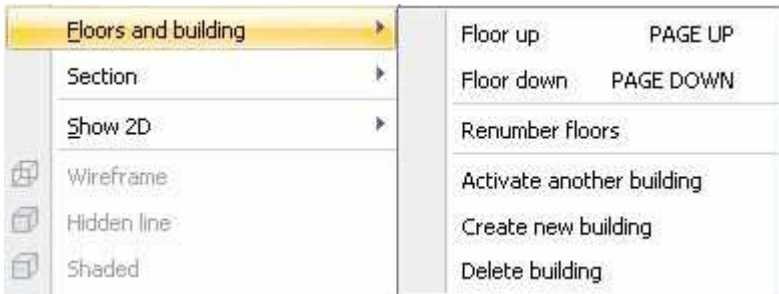 Floors and building
Section
Show 2D
Wireframe
Hidden line
Shaded
Floor up PAGE UP
Floor down PAGE DOWN
Renumber floors
Activate another building
Create new building
Delete building